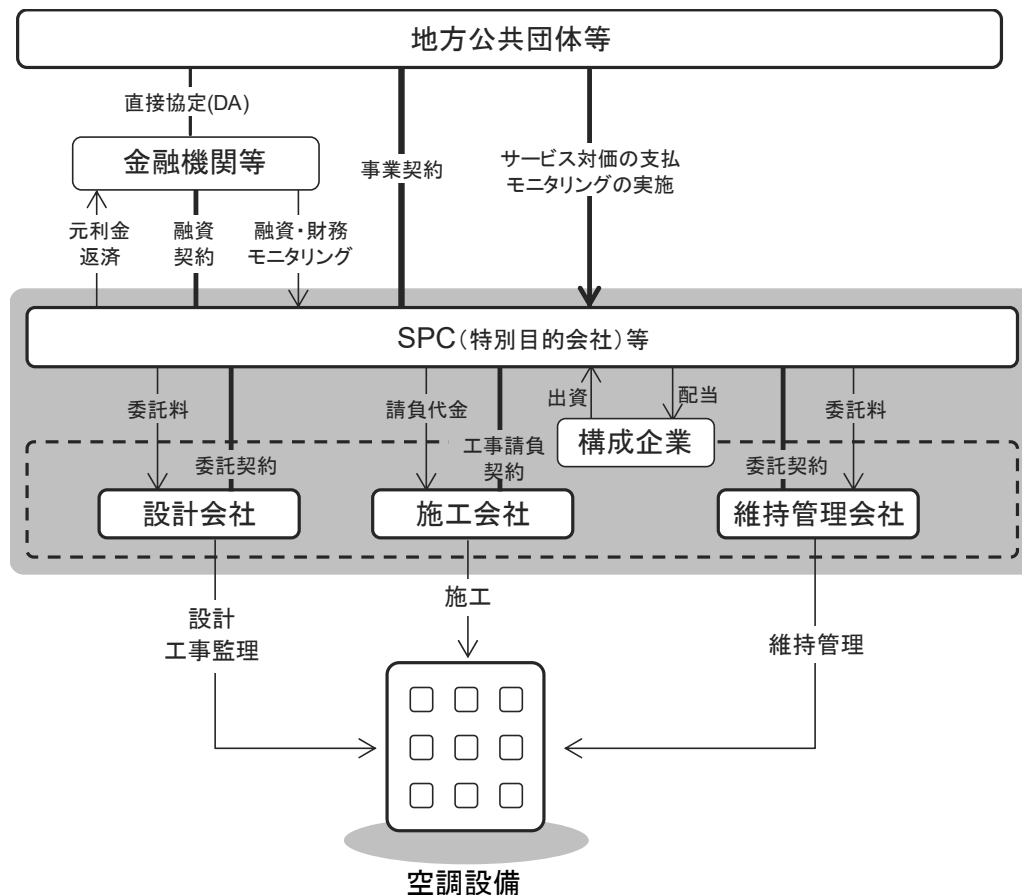 地方公共団体等
直接協定(DA)
金融機関等
事業契約
サービス対価の支払
モニタリングの実施
元利金
返済
融資
契約
融資・財務
モニタリング
SPC(特別目的会社)等
委託料
委託契約
請負代金
工事請負
契約
出資
配当
構成企業
委託契約
委託料
設計会社
施工会社
維持管理会社
設計
工事監理
施工
維持管理
空調設備